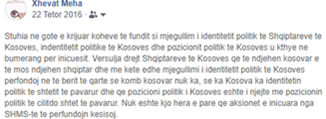 Xhevat Meha
22 Tetor 2016
Stuhia ne gote e krijuar koheve te fundit si mjegullim i identitetit politik te Shqiptareve te
Kosoves, indentitetit politike te Kosoves dhe pozicionit politik te Kosoves u kthye ne
bumerang per inicuesit. Versulja drejt Shqiptareve te Kosoves qe te ndjehen kosovar e
te mos ndjehen shqiptar dhe me kete edhe mjegullimi i identitetit politik te Kosoves
perfondoj ne te berit te qarte se komb kosovar nuk ka, se ka Kosova ka identitetin
politik te shtetit te pavarur dhe qe pozicioni politik i Kosoves eshte i njejte me pozicionin
politik te cilitdo shtet te pavarur. Nuk eshte kjo hera e pare qe aksionet e inicuara nga
SHMS-te te perfundojn kesisoj.